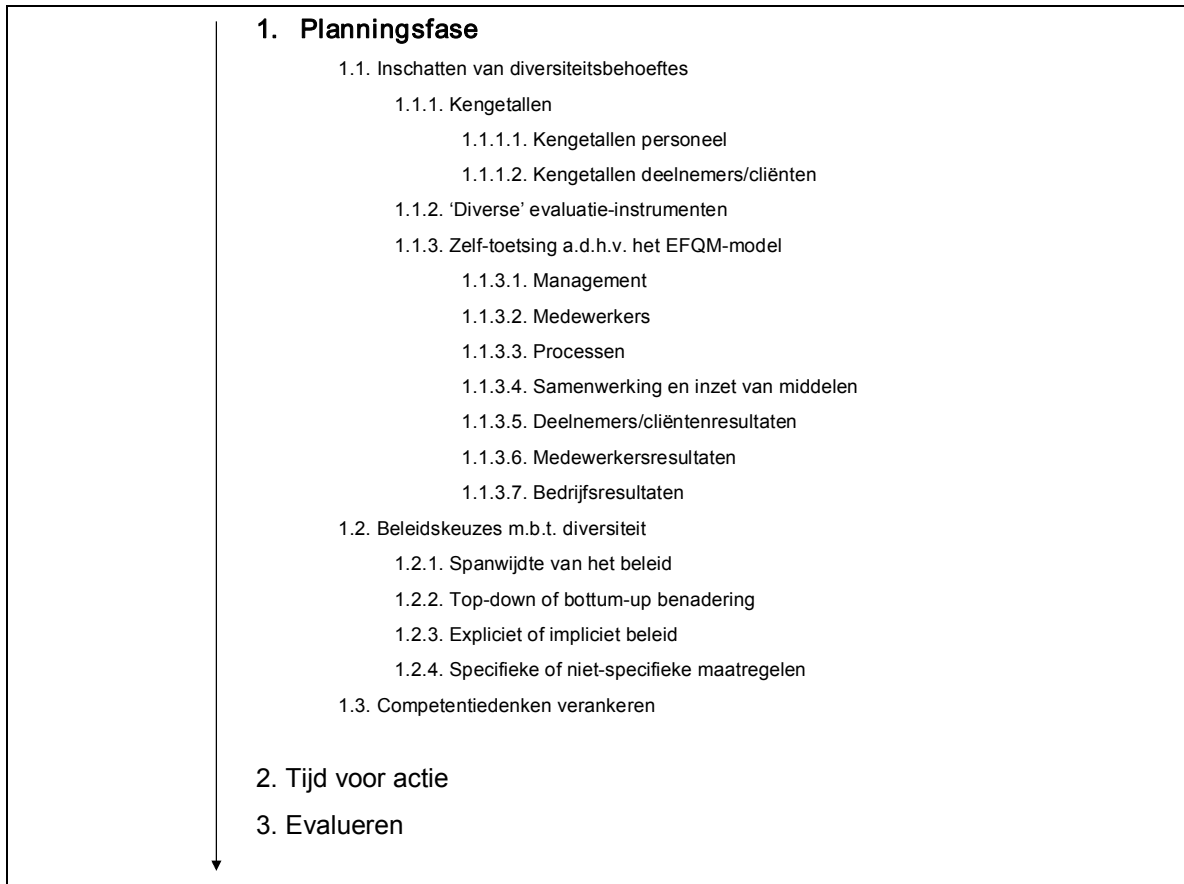 1. Planningsfase
1.1. Inschatten van diversiteitsbehoeftes
1.1.1. Kengetallen
1.1.1.1. Kengetallen personeel
1.1.1.2. Kengetallen deelnemers/cliënten
1.1.2. ‘Diverse’ evaluatie-instrumenten
1.1.3. Zelf-toetsing a.d.h.v. het EFQM-model
1.1.3.1. Management
1.1.3.2. Medewerkers
1.1.3.3. Processen
1.1.3.4. Samenwerking en inzet van middelen
1.1.3.5. Deelnemers/cliëntenresultaten
1.1.3.6. Medewerkersresultaten
1.1.3.7. Bedrijfsresultaten
1.2. Beleidskeuzes m.b.t. diversiteit
1.2.1. Spanwijdte van het beleid
1.2.2. Top-down of bottum-up benadering
1.2.3. Expliciet of impliciet beleid
1.2.4. Specifieke of niet-specifieke maatregelen
1.3. Competentiedenken verankeren
2. Tijd voor actie
3. Evalueren